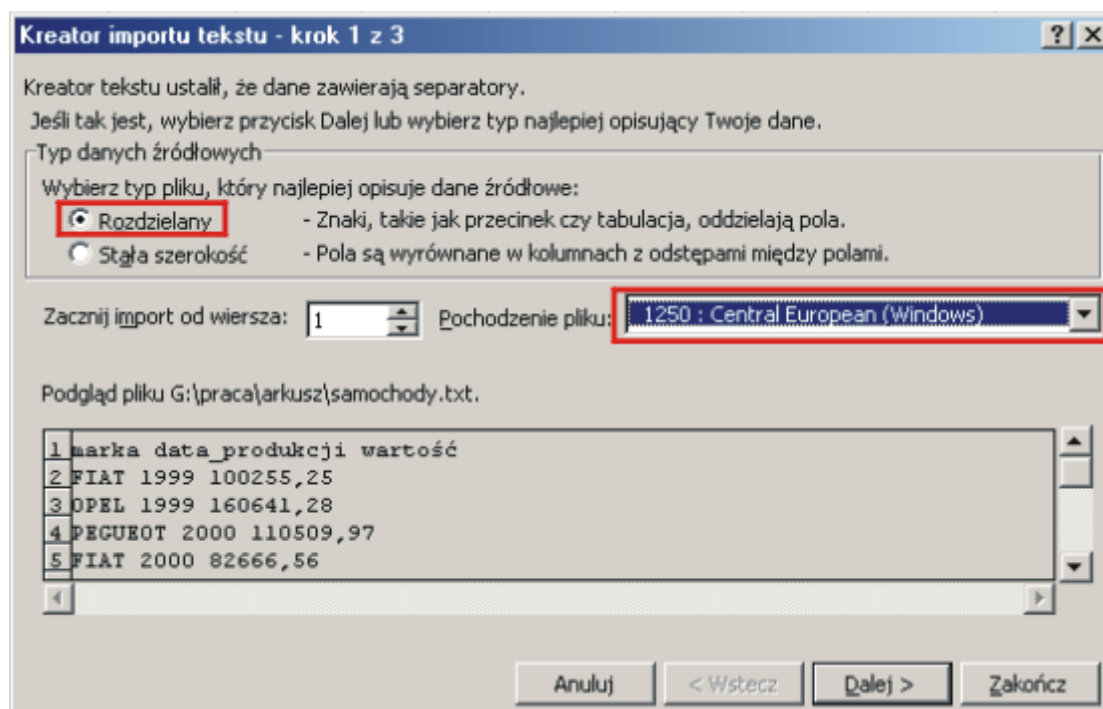 Kreator importu tekstu - krok 1 z 3
Kreator tekstu ustalił, że dane zawierają separatory.
Jeśli tak jest, wybierz przycisk Dalej lub wybierz typ najlepiej opisujący Twoje dane.
Typ danych źródłowych
Wybierz typ pliku, który najlepiej opisuje dane źródłowe:
Rozdzielany - Znaki, takie jak przecinek czy tabulacja, oddzielają pola.
Stała szerokość - Pola są wyrównane w kolumnach z odstępami między polami.
Zacznij import od wiersza: 1 Pochodzenie pliku: 1250 : Central European (Windows)
Podgląd pliku G:\praca\arkusz\samochody.txt.
1 marka data_produkcji wartość
2 FIAT 1999 100255,25
3 OPEL 1999 160641,28
4 PEGUEOT 2000 110509,97
5 FIAT 2000 82666,56
Anuluj < Wstecz Dalej > Zakończ